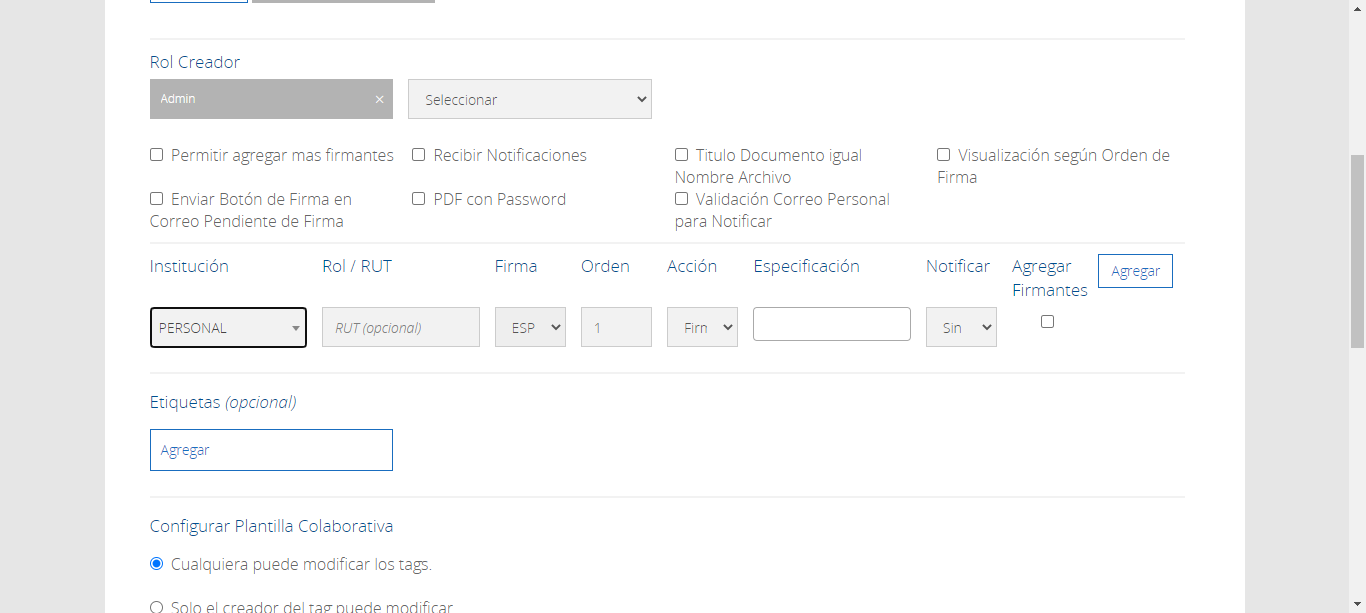 Rol Creador
Admin ×
Seleccionar
Permitir agregar mas firmantes
Recibir Notificaciones
Titulo Documento igual
Nombre Archivo
Visualización según Orden de
Firma
Enviar Botón de Firma en
Correo Pendiente de Firma
PDF con Password
Validación Correo Personal
para Notificar
Institución
Rol / RUT
Firma
Orden
Acción
Especificación
Notificar
Agregar
Firmantes
Agregar
PERSONAL
RUT (opcional)
ESP
1
Firn
Sin
Etiquetas (opcional)
Agregar
Configurar Plantilla Colaborativa
Cualquiera puede modificar los tags.
Solo el creador del tag puede modificar